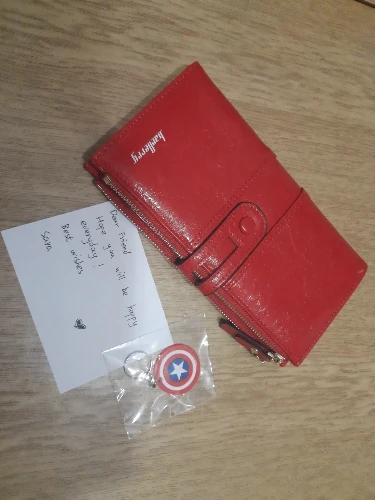 baellerry
Dear Friend
Hope you will be happy
everyday!
Best wishes
Sara